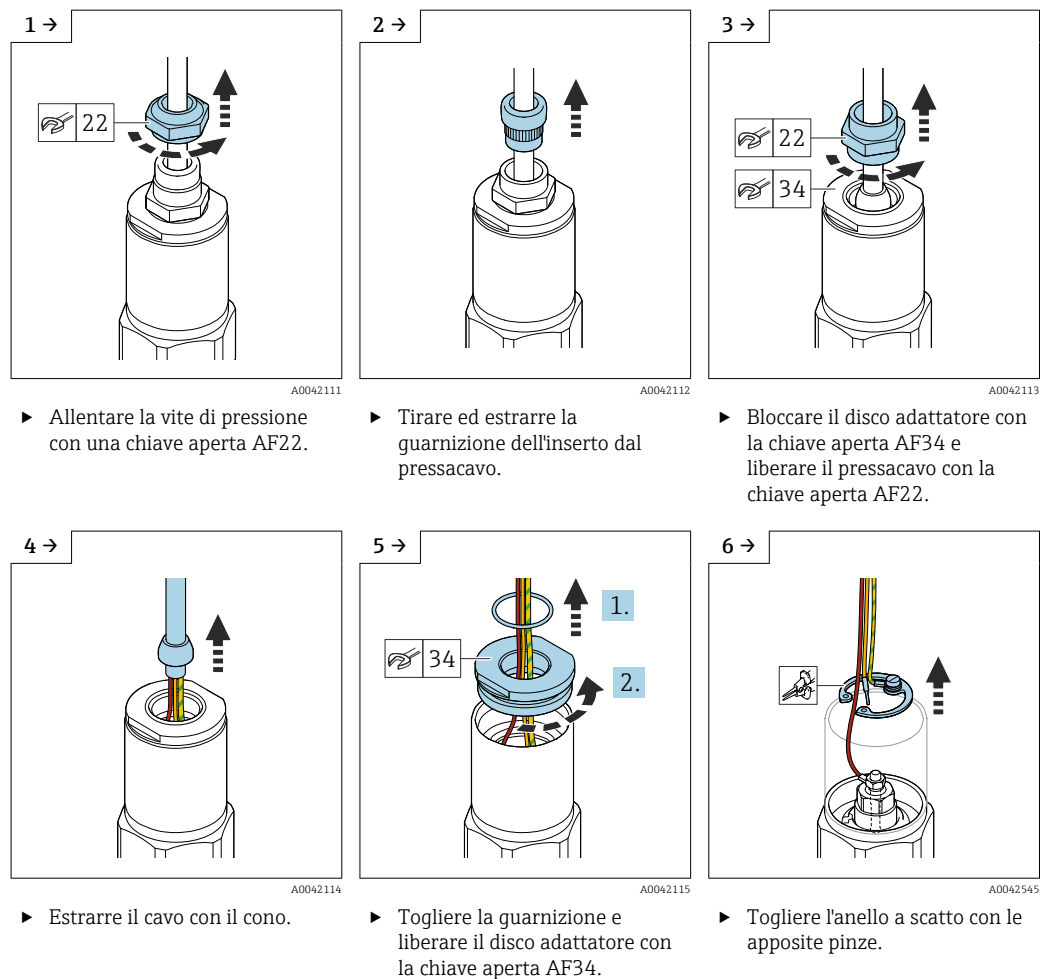 1 →
22
A0042111
▶ Allentare la vite di pressione
con una chiave aperta AF22.
2 →
A0042112
▶ Tirare ed estrarre la
guarnizione dell'inserto dal
pressacavo.
3 →
22
34
A0042113
▶ Bloccare il disco adattatore con
la chiave aperta AF34 e
liberare il pressacavo con la
chiave aperta AF22.
4 →
A0042114
▶ Estrarre il cavo con il cono.
5 →
1.
34
2.
A0042115
▶ Togliere la guarnizione e
liberare il disco adattatore con
la chiave aperta AF34.
6 →
A0042545
▶ Togliere l'anello a scatto con le
apposite pinze.